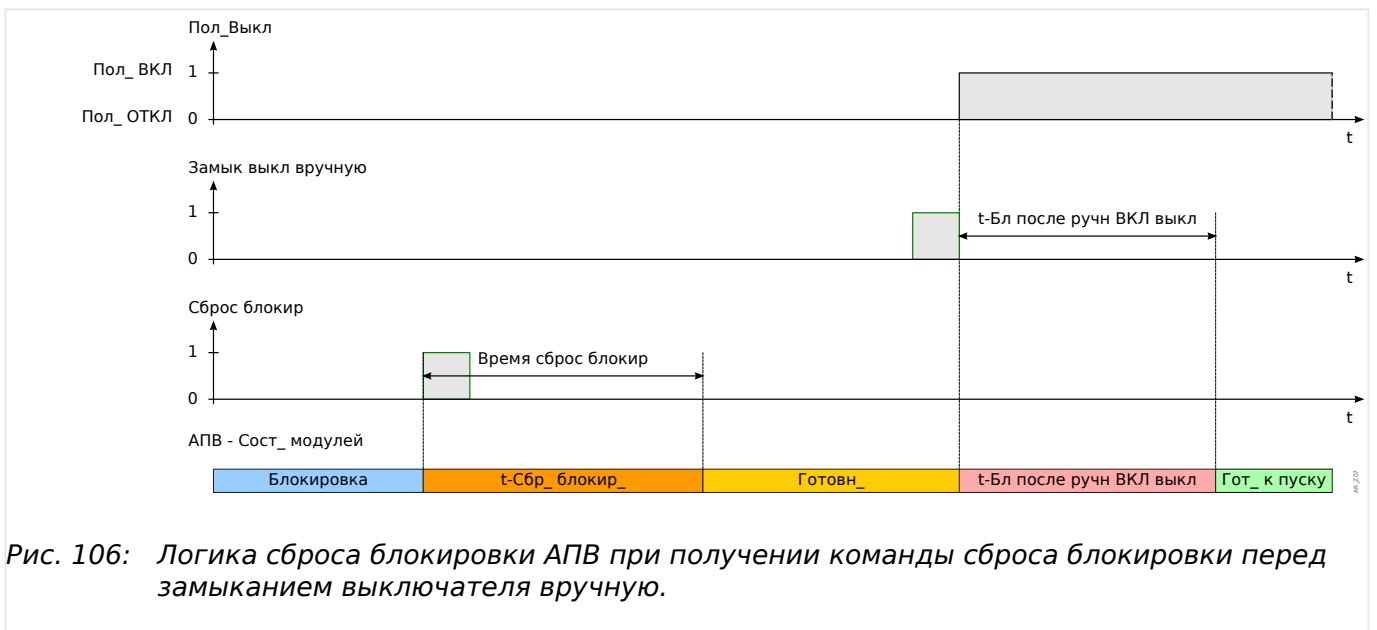 Пол_Выкл
Пол_ ВКЛ 1
Пол_ ОТКЛ 0
t
Замык выкл вручную
1
t-Бл после ручн ВКЛ выкл
0
t
Сброс блокир
1
Время сброс блокир
0
t
АПВ - Сост_ модулей
Блокировка t-Сбр_ блокир_ Готовн_ t-Бл после ручн ВКЛ выкл Гот_ к пуску
AR_Z07
Рис. 106: Логика сброса блокировки АПВ при получении команды сброса блокировки перед
замыканием выключателя вручную.